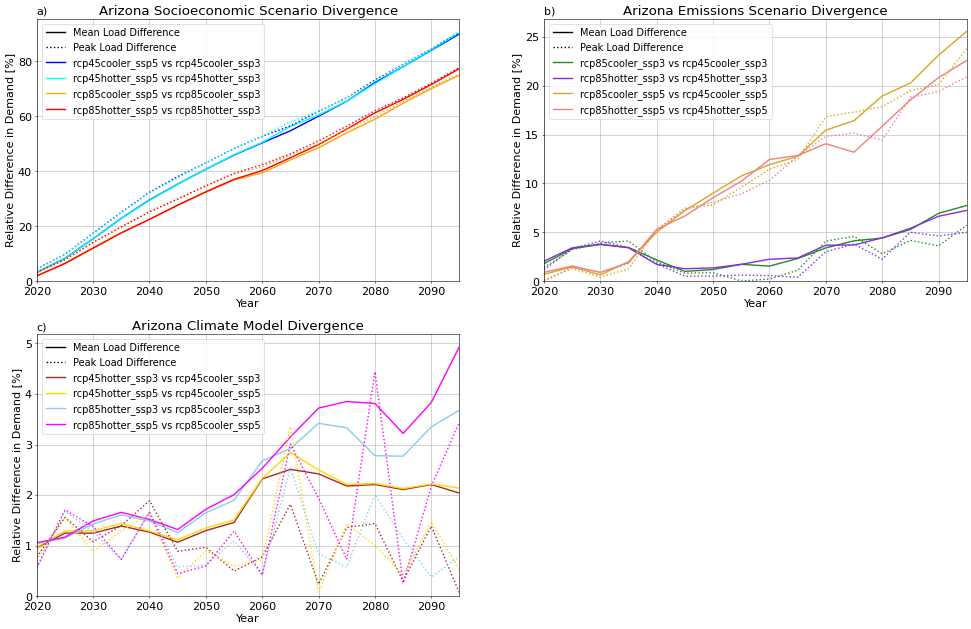 a)
Arizona Socioeconomic Scenario Divergence
Relative Difference in Demand [%]
80
60
40
20
0
Mean Load Difference
Peak Load Difference
rcp45cooler_ssp5 vs rcp45cooler_ssp3
rcp45hotter_ssp5 vs rcp45hotter_ssp3
rcp85cooler_ssp5 vs rcp85cooler_ssp3
rcp85hotter_ssp5 vs rcp85hotter_ssp3
2020 2030 2040 2050 2060 2070 2080 2090
Year
b)
Arizona Emissions Scenario Divergence
Relative Difference in Demand [%]
25
20
15
10
5
0
Mean Load Difference
Peak Load Difference
rcp85cooler_ssp3 vs rcp45cooler_ssp3
rcp85hotter_ssp3 vs rcp45hotter_ssp3
rcp85cooler_ssp5 vs rcp45cooler_ssp5
rcp85hotter_ssp5 vs rcp45hotter_ssp5
2020 2030 2040 2050 2060 2070 2080 2090
Year
c)
Arizona Climate Model Divergence
Relative Difference in Demand [%]
5
4
3
2
1
0
Mean Load Difference
Peak Load Difference
rcp45hotter_ssp3 vs rcp45cooler_ssp3
rcp45hotter_ssp5 vs rcp45cooler_ssp5
rcp85hotter_ssp3 vs rcp85cooler_ssp3
rcp85hotter_ssp5 vs rcp85cooler_ssp5
2020 2030 2040 2050 2060 2070 2080 2090
Year